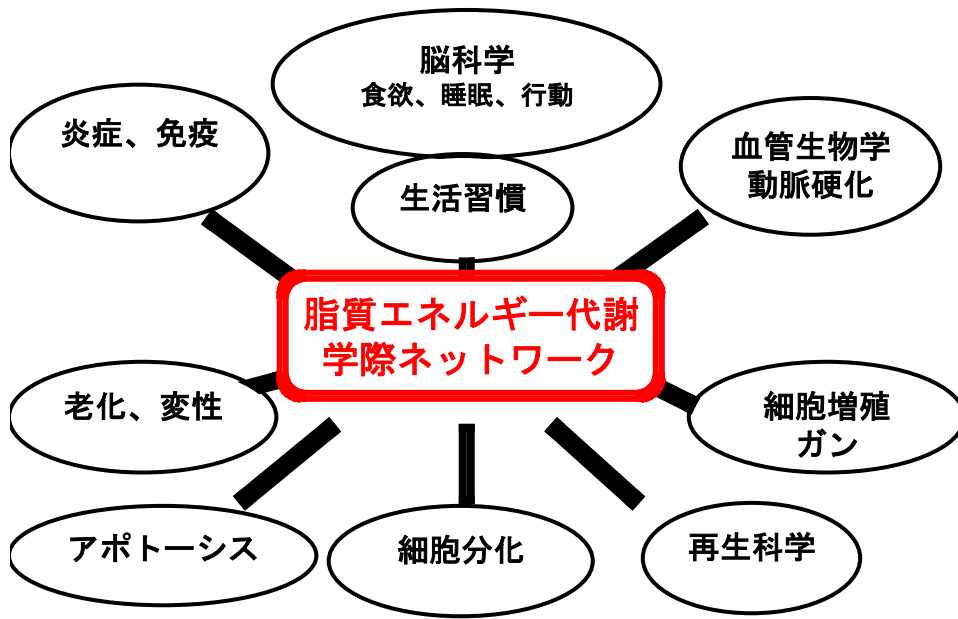 脳科学
食欲、睡眠、行動
炎症、免疫
血管生物学
動脈硬化
生活習慣
脂質エネルギー代謝
学際ネットワーク
老化、変性
細胞増殖
ガン
アポトーシス
細胞分化
再生科学